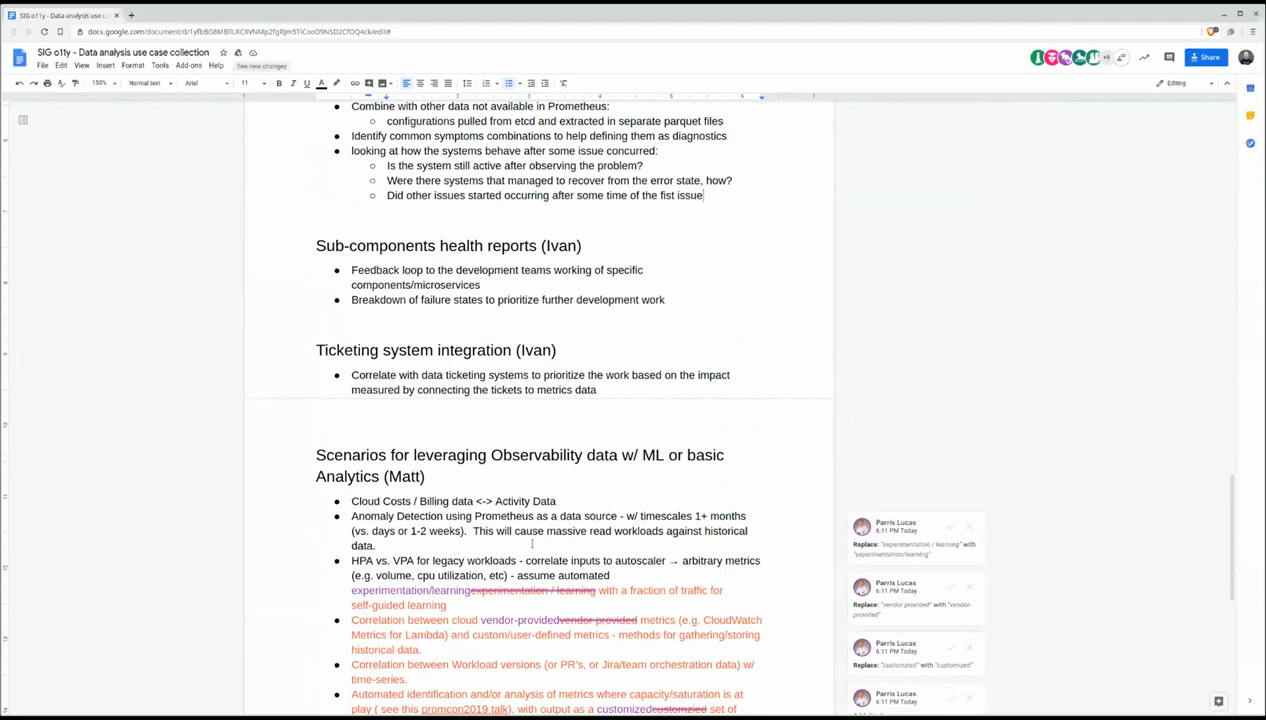 SIG o11y - Data analysis use c
SIG o11y - Data analysis use case collection
File Edit View Insert Format Tools Add-ons Help See new changes
+9
Share
150% Normal text Arial 11
Editing
Combine with other data not available in Prometheus:
configurations pulled from etcd and extracted in separate parquet files
Identify common symptoms combinations to help defining them as diagnostics
looking at how the systems behave after some issue concurred:
Is the system still active after observing the problem?
Were there systems that managed to recover from the error state, how?
Did other issues started occurring after some time of the fist issue
Sub-components health reports (Ivan)
Feedback loop to the development teams working of specific
components/microservices
Breakdown of failure states to prioritize further development work
Ticketing system integration (Ivan)
Correlate with data ticketing systems to prioritize the work based on the impact
measured by connecting the tickets to metrics data
Scenarios for leveraging Observability data w/ ML or basic
Analytics (Matt)
Cloud Costs / Billing data <-> Activity Data
Anomaly Detection using Prometheus as a data source - w/ timescales 1+ months
(vs. days or 1-2 weeks). This will cause massive read workloads against historical
data.
HPA vs. VPA for legacy workloads - correlate inputs to autoscaler → arbitrary metrics
(e.g. volume, cpu utilization, etc) - assume automated
experimentation/learningexperimentation / learning with a fraction of traffic for
self-guided learning
Correlation between cloud vendor-providedvendor provided metrics (e.g. CloudWatch
Metrics for Lambda) and custom/user-defined metrics - methods for gathering/storing
historical data.
Correlation between Workload versions (or PR's, or Jira/team orchestration data) w/
time-series.
Automated identification and/or analysis of metrics where capacity/saturation is at
play ( see this promcon2019 talk), with output as a customizedcustomzied set of
Parris Lucas
6:11 PM Today
Replace: "experimentation / learning" with
"experimentation/learning"
Parris Lucas
6:11 PM Today
Replace: "vendor provided" with "vendor-
provided"
Parris Lucas
6:11 PM Today
Replace: "customzied" with "customized"
Parris Lucas
6:11 PM Today